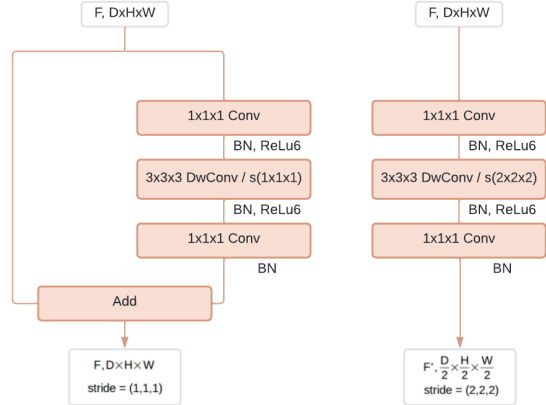 F, DxHxW
1x1x1 Conv
BN, ReLu6
3x3x3 DwConv / s(1x1x1)
BN, ReLu6
1x1x1 Conv
BN
Add
F,D×H×W
stride = (1,1,1)
F, DxHxW
1x1x1 Conv
BN, ReLu6
3x3x3 DwConv / s(2x2x2)
BN, ReLu6
1x1x1 Conv
BN
F', D/2 × H/2 × W/2
stride = (2,2,2)